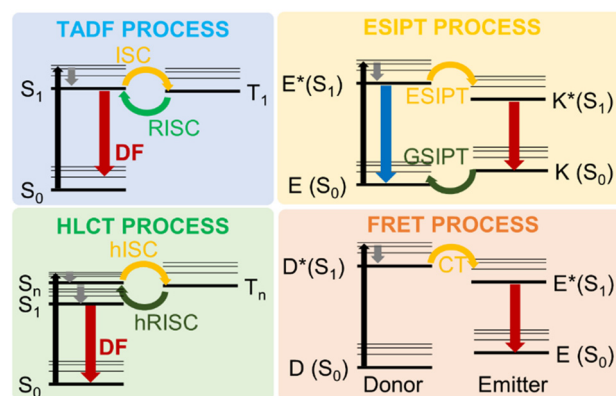 TADF PROCESS
ISC
S1
T1
RISC
DF
S0
ESIPT PROCESS
E*(S1)
ESIPT
K*(S1)
GSIPT
E (S0)
K (S0)
HLCT PROCESS
hISC
Sn
Tn
S1
hRISC
DF
S0
FRET PROCESS
D*(S1)
CT
E*(S1)
E (S0)
D (S0)
Donor
Emitter